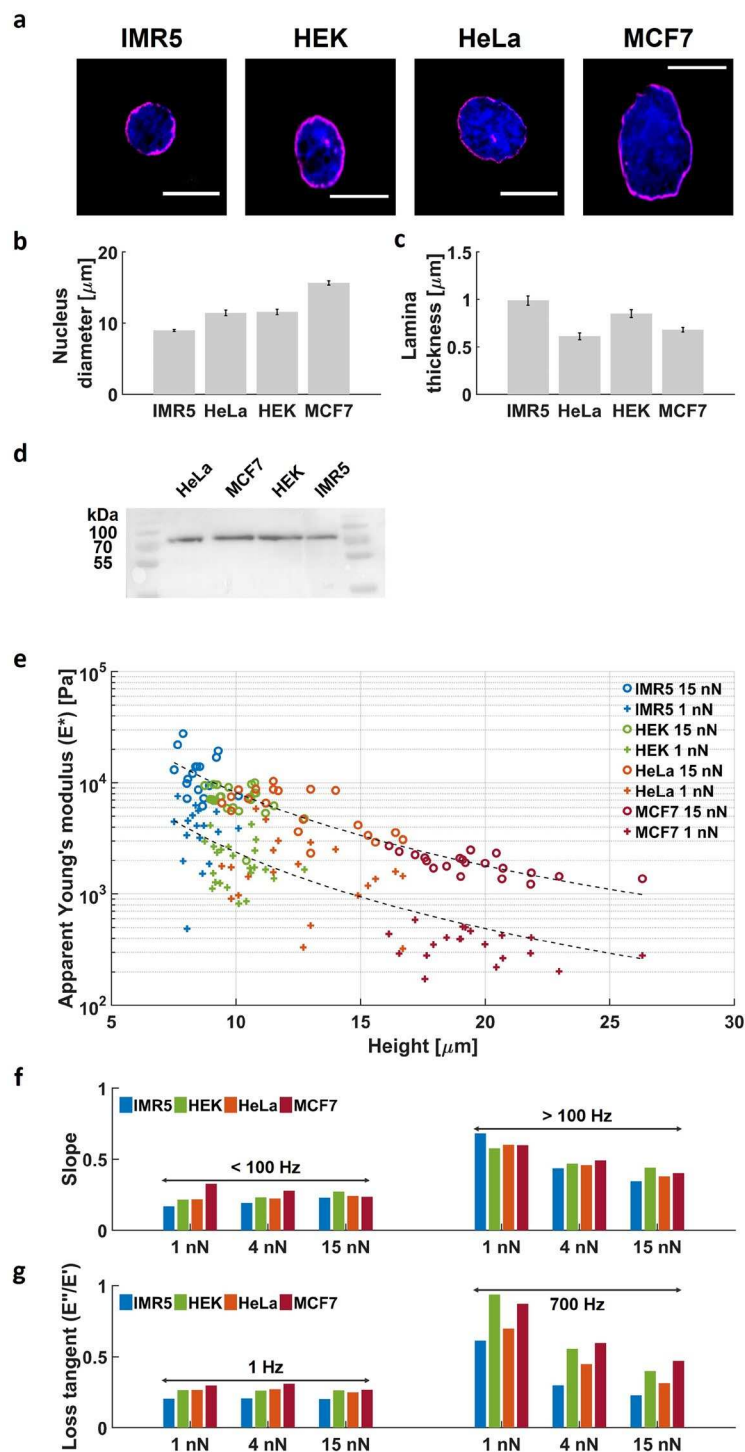 a
IMR5 HEK HeLa MCF7
b
Nucleus diameter [μm]
20
10
0
IMR5 HeLa HEK MCF7
c
Lamina thickness [μm]
1.5
1
0.5
0
IMR5 HeLa HEK MCF7
d
HeLa MCF7 HEK IMR5
kDa
100
70
55
e
Apparent Young's modulus (E*) [Pa]
10^5
10^4
10^3
10^2
IMR5 15 nN
IMR5 1 nN
HEK 15 nN
HEK 1 nN
HeLa 15 nN
HeLa 1 nN
MCF7 15 nN
MCF7 1 nN
5 10 15 20 25 30
Height [μm]
f
Slope
1
0.5
0
IMR5 HEK HeLa MCF7
< 100 Hz
> 100 Hz
1 nN 4 nN 15 nN 1 nN 4 nN 15 nN
g
Loss tangent (E"/E')
1
0.5
0
IMR5 HEK HeLa MCF7
1 Hz
700 Hz
1 nN 4 nN 15 nN 1 nN 4 nN 15 nN